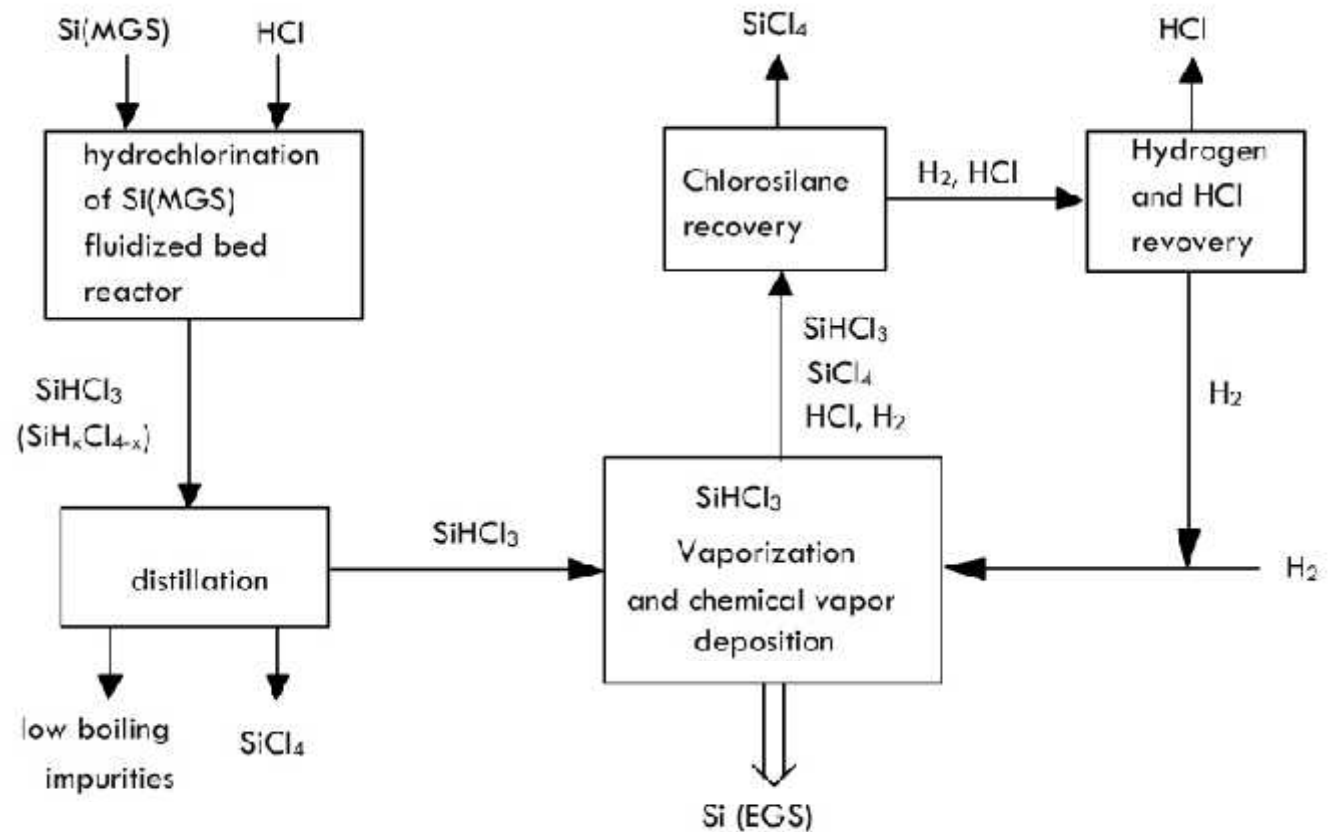 Si(MGS)
HCl
hydrochlorination
of Si(MGS)
fluidized bed
reactor
SiHCl₃
(SiHₓCl₄₋ₓ)
distillation
low boiling
impurities
SiCl₄
SiHCl₃
SiHCl₃
Vaporization
and chemical vapor
deposition
Si (EGS)
SiHCl₃
SiCl₄
HCl, H₂
Chlorosilane
recovery
SiCl₄
H₂, HCl
Hydragen
and HCl
revovery
HCl
H₂
H₂